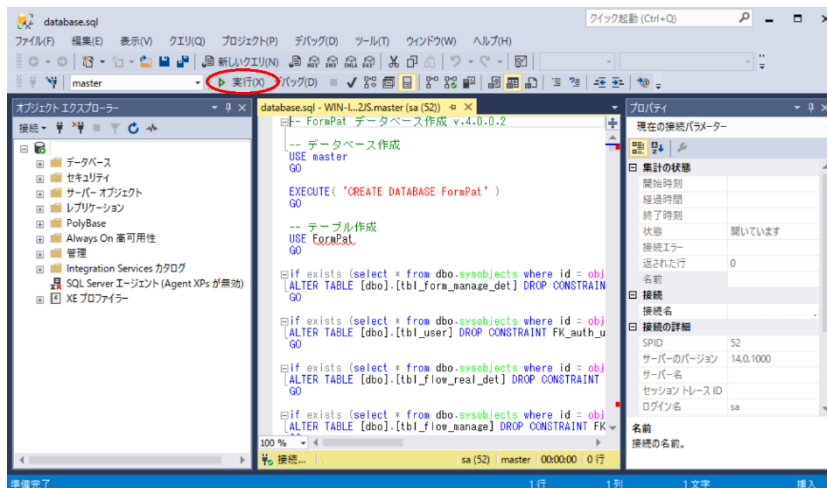 database.sql
クイック起動 (Ctrl+Q)
ファイル(F) 編集(E) 表示(V) クエリ(Q) プロジェクト(P) デバッグ(D) ツール(T) ウィンドウ(W) ヘルプ(H)
新しいクエリ(N)
master
実行(X) デバッグ(D)
オブジェクト エクスプローラー
接続
データベース
セキュリティ
サーバー オブジェクト
レプリケーション
PolyBase
Always On 高可用性
管理
Integration Services カタログ
SQL Server エージェント (Agent XPs が無効)
XE プロファイラー
database.sql - WIN-I...2JS.master (sa (52))
-- FormPat データベース作成 v.4.0.0.2
-- データベース作成
USE master
GO
EXECUTE( 'CREATE DATABASE FormPat' )
GO
-- テーブル作成
USE FormPat
GO
if exists (select * from dbo.sysobjects where id = obj
ALTER TABLE [dbo].[tbl_form_manage_det] DROP CONSTRAIN
GO
if exists (select * from dbo.sysobjects where id = obj
ALTER TABLE [dbo].[tbl_user] DROP CONSTRAINT FK_auth_u
GO
if exists (select * from dbo.sysobjects where id = obj
ALTER TABLE [dbo].[tbl_flow_real_det] DROP CONSTRAINT
GO
if exists (select * from dbo.sysobjects where id = obj
ALTER TABLE [dbo].[tbl_flow_manage] DROP CONSTRAINT FK
100 %
接続... sa (52) master 00:00:00 0 行
プロパティ
現在の接続パラメーター
集計の状態
開始時刻
経過時間
終了時刻
状態 開いています
接続エラー
返された行 0
名前
接続
接続名
接続の詳細
SPID 52
サーバーのバージョン 14.0.1000
サーバー名
セッション トレース ID
ログイン名 sa
名前
接続の名前。
準備完了 1 行 1 列 1 文字 挿入